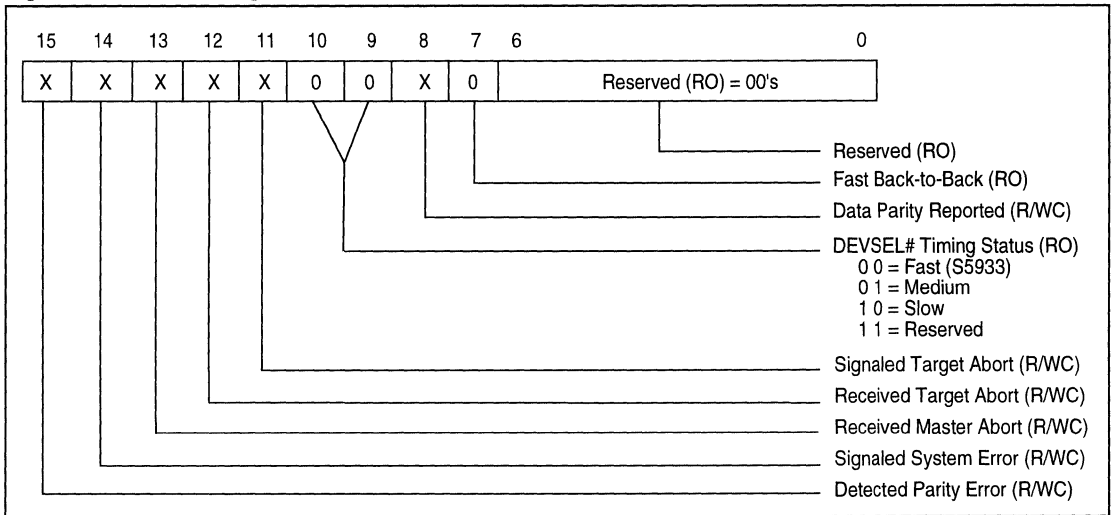 15 14 13 12 11 10 9 8 7 6 0
X X X X X 0 0 X 0 Reserved (RO) = 00's
Reserved (RO)
Fast Back-to-Back (RO)
Data Parity Reported (R/WC)
DEVSEL# Timing Status (RO)
0 0 = Fast (S5933)
0 1 = Medium
1 0 = Slow
1 1 = Reserved
Signaled Target Abort (R/WC)
Received Target Abort (R/WC)
Received Master Abort (R/WC)
Signaled System Error (R/WC)
Detected Parity Error (R/WC)